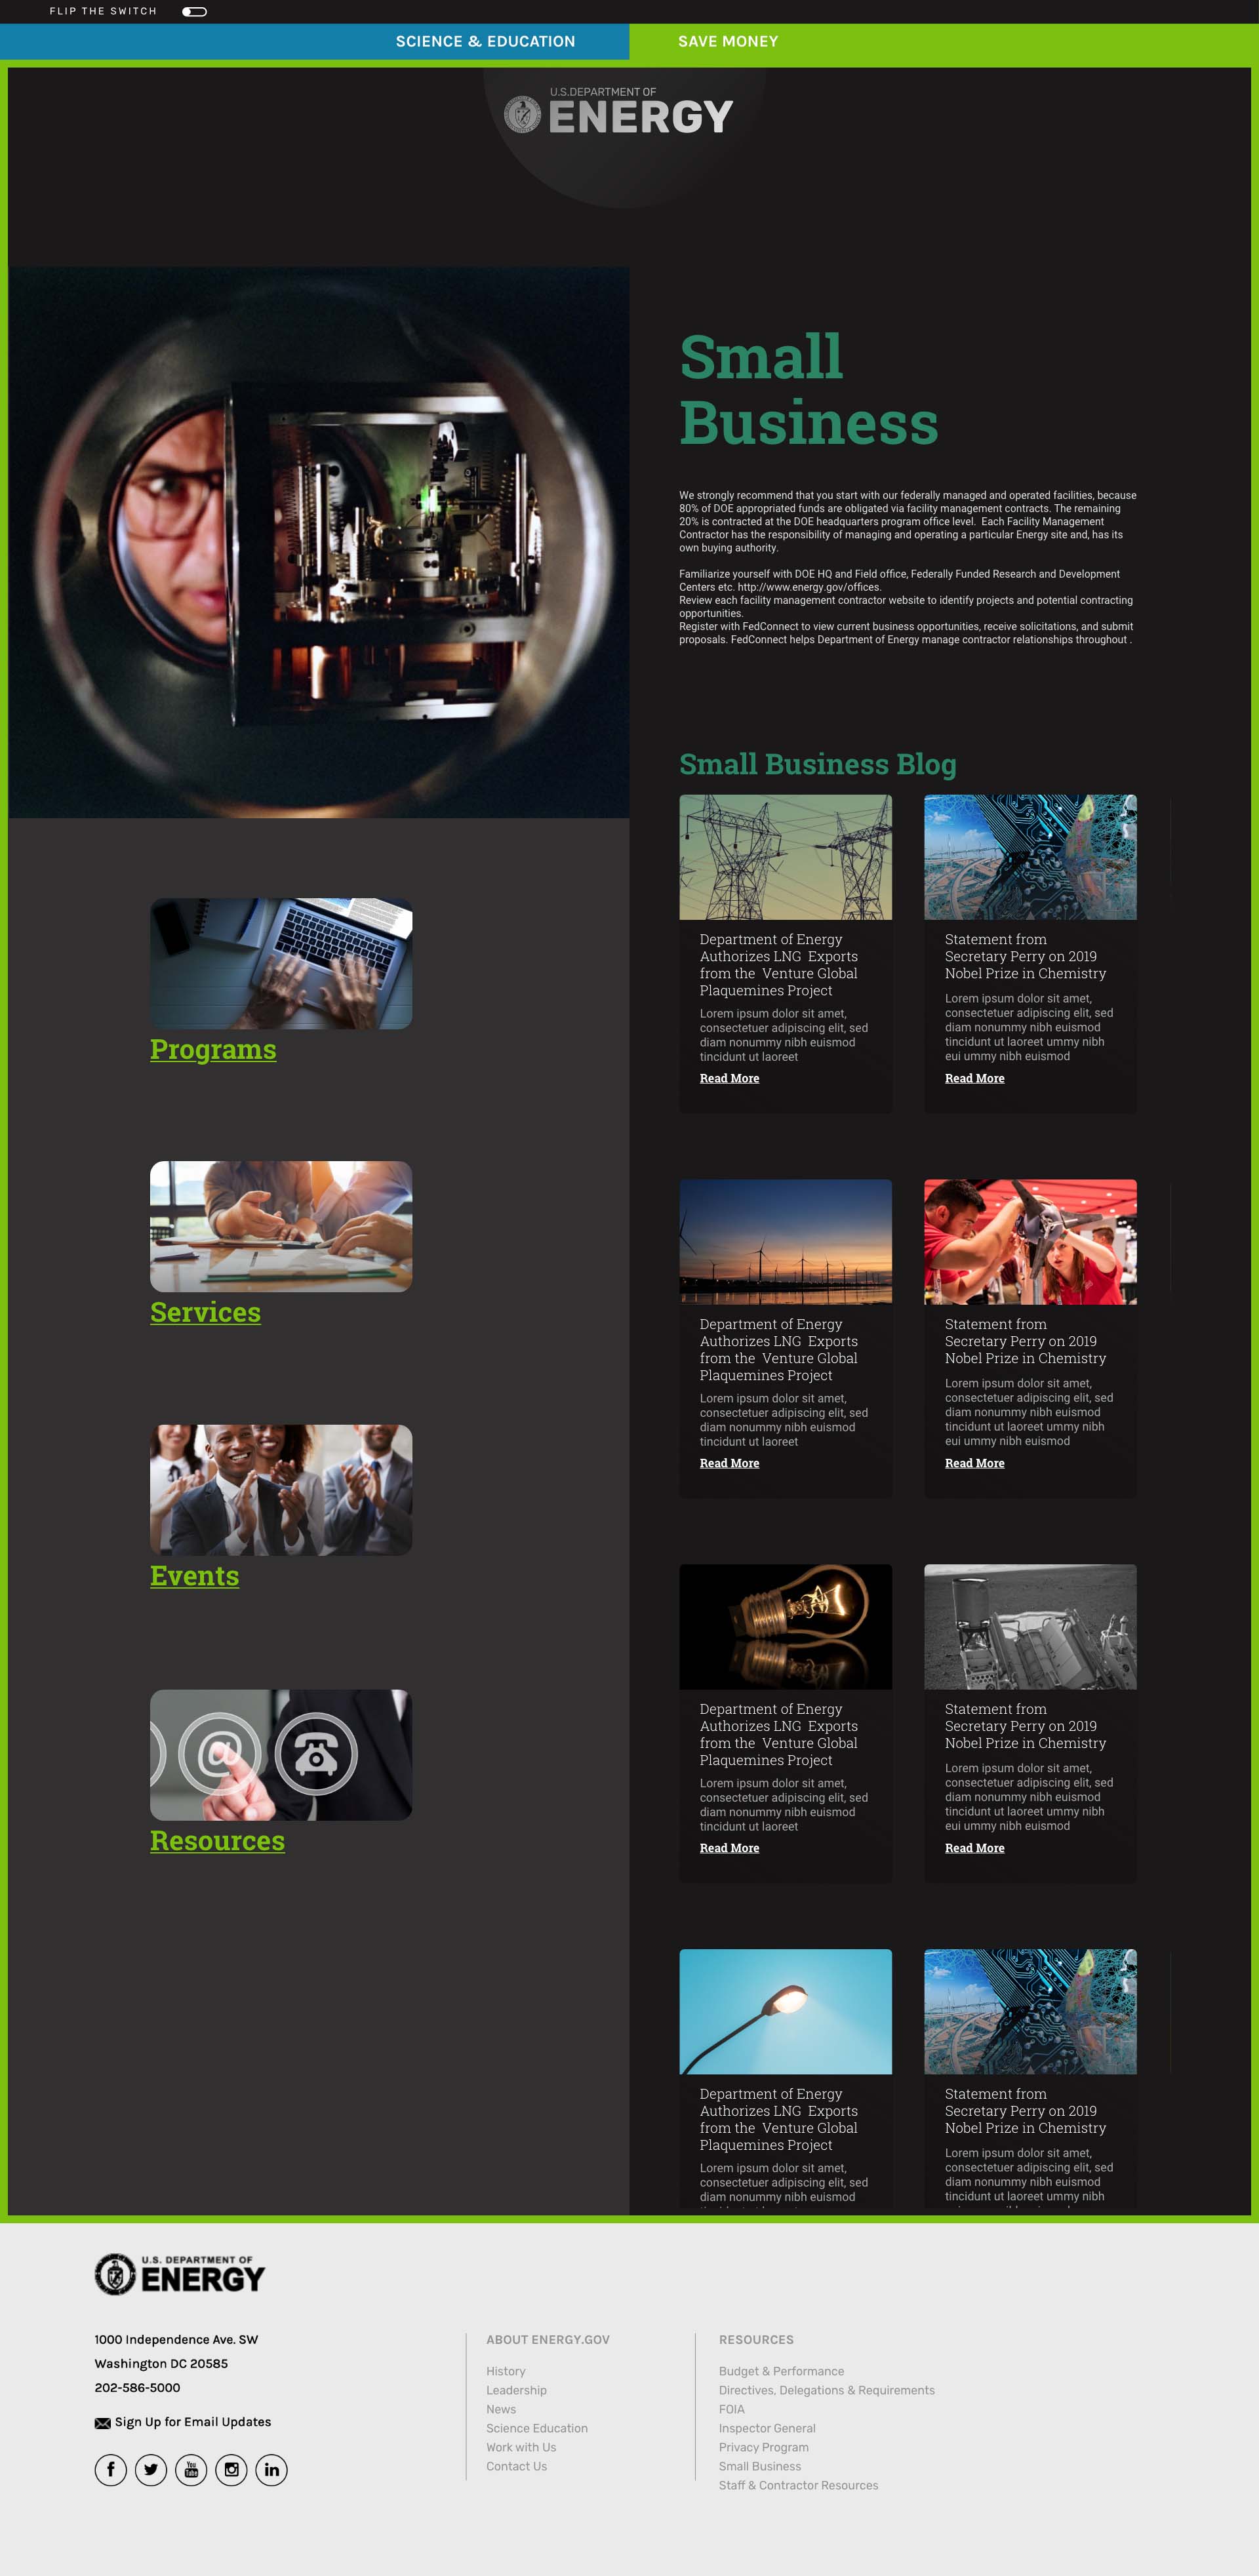 FLIP THE SWITCH
SCIENCE & EDUCATION
SAVE MONEY
U.S.DEPARTMENT OF
ENERGY
Small
Business
We strongly recommend that you start with our federally managed and operated facilities, because
80% of DOE appropriated funds are obligated via facility management contracts. The remaining
20% is contracted at the DOE headquarters program office level.  Each Facility Management
Contractor has the responsibility of managing and operating a particular Energy site and, has its
own buying authority.
Familiarize yourself with DOE HQ and Field office, Federally Funded Research and Development
Centers etc. http://www.energy.gov/offices.
Review each facility management contractor website to identify projects and potential contracting
opportunities.
Register with FedConnect to view current business opportunities, receive solicitations, and submit
proposals. FedConnect helps Department of Energy manage contractor relationships throughout .
Programs
Services
Events
@
Resources
Small Business Blog
Department of Energy
Authorizes LNG  Exports
from the  Venture Global
Plaquemines Project
Lorem ipsum dolor sit amet,
consectetuer adipiscing elit, sed
diam nonummy nibh euismod
tincidunt ut laoreet
Read More
Statement from
Secretary Perry on 2019
Nobel Prize in Chemistry
Lorem ipsum dolor sit amet,
consectetuer adipiscing elit, sed
diam nonummy nibh euismod
tincidunt ut laoreet ummy nibh
eui ummy nibh euismod
Read More
Department of Energy
Authorizes LNG  Exports
from the  Venture Global
Plaquemines Project
Lorem ipsum dolor sit amet,
consectetuer adipiscing elit, sed
diam nonummy nibh euismod
tincidunt ut laoreet
Read More
Statement from
Secretary Perry on 2019
Nobel Prize in Chemistry
Lorem ipsum dolor sit amet,
consectetuer adipiscing elit, sed
diam nonummy nibh euismod
tincidunt ut laoreet ummy nibh
eui ummy nibh euismod
Read More
Department of Energy
Authorizes LNG  Exports
from the  Venture Global
Plaquemines Project
Lorem ipsum dolor sit amet,
consectetuer adipiscing elit, sed
diam nonummy nibh euismod
tincidunt ut laoreet
Read More
Statement from
Secretary Perry on 2019
Nobel Prize in Chemistry
Lorem ipsum dolor sit amet,
consectetuer adipiscing elit, sed
diam nonummy nibh euismod
tincidunt ut laoreet ummy nibh
eui ummy nibh euismod
Read More
Department of Energy
Authorizes LNG  Exports
from the  Venture Global
Plaquemines Project
Lorem ipsum dolor sit amet,
consectetuer adipiscing elit, sed
diam nonummy nibh euismod
Statement from
Secretary Perry on 2019
Nobel Prize in Chemistry
Lorem ipsum dolor sit amet,
consectetuer adipiscing elit, sed
diam nonummy nibh euismod
tincidunt ut laoreet ummy nibh
U.S. DEPARTMENT OF
ENERGY
1000 Independence Ave. SW
Washington DC 20585
202-586-5000
Sign Up for Email Updates
f
You
Tube
in
ABOUT ENERGY.GOV
History
Leadership
News
Science Education
Work with Us
Contact Us
RESOURCES
Budget & Performance
Directives, Delegations & Requirements
FOIA
Inspector General
Privacy Program
Small Business
Staff & Contractor Resources